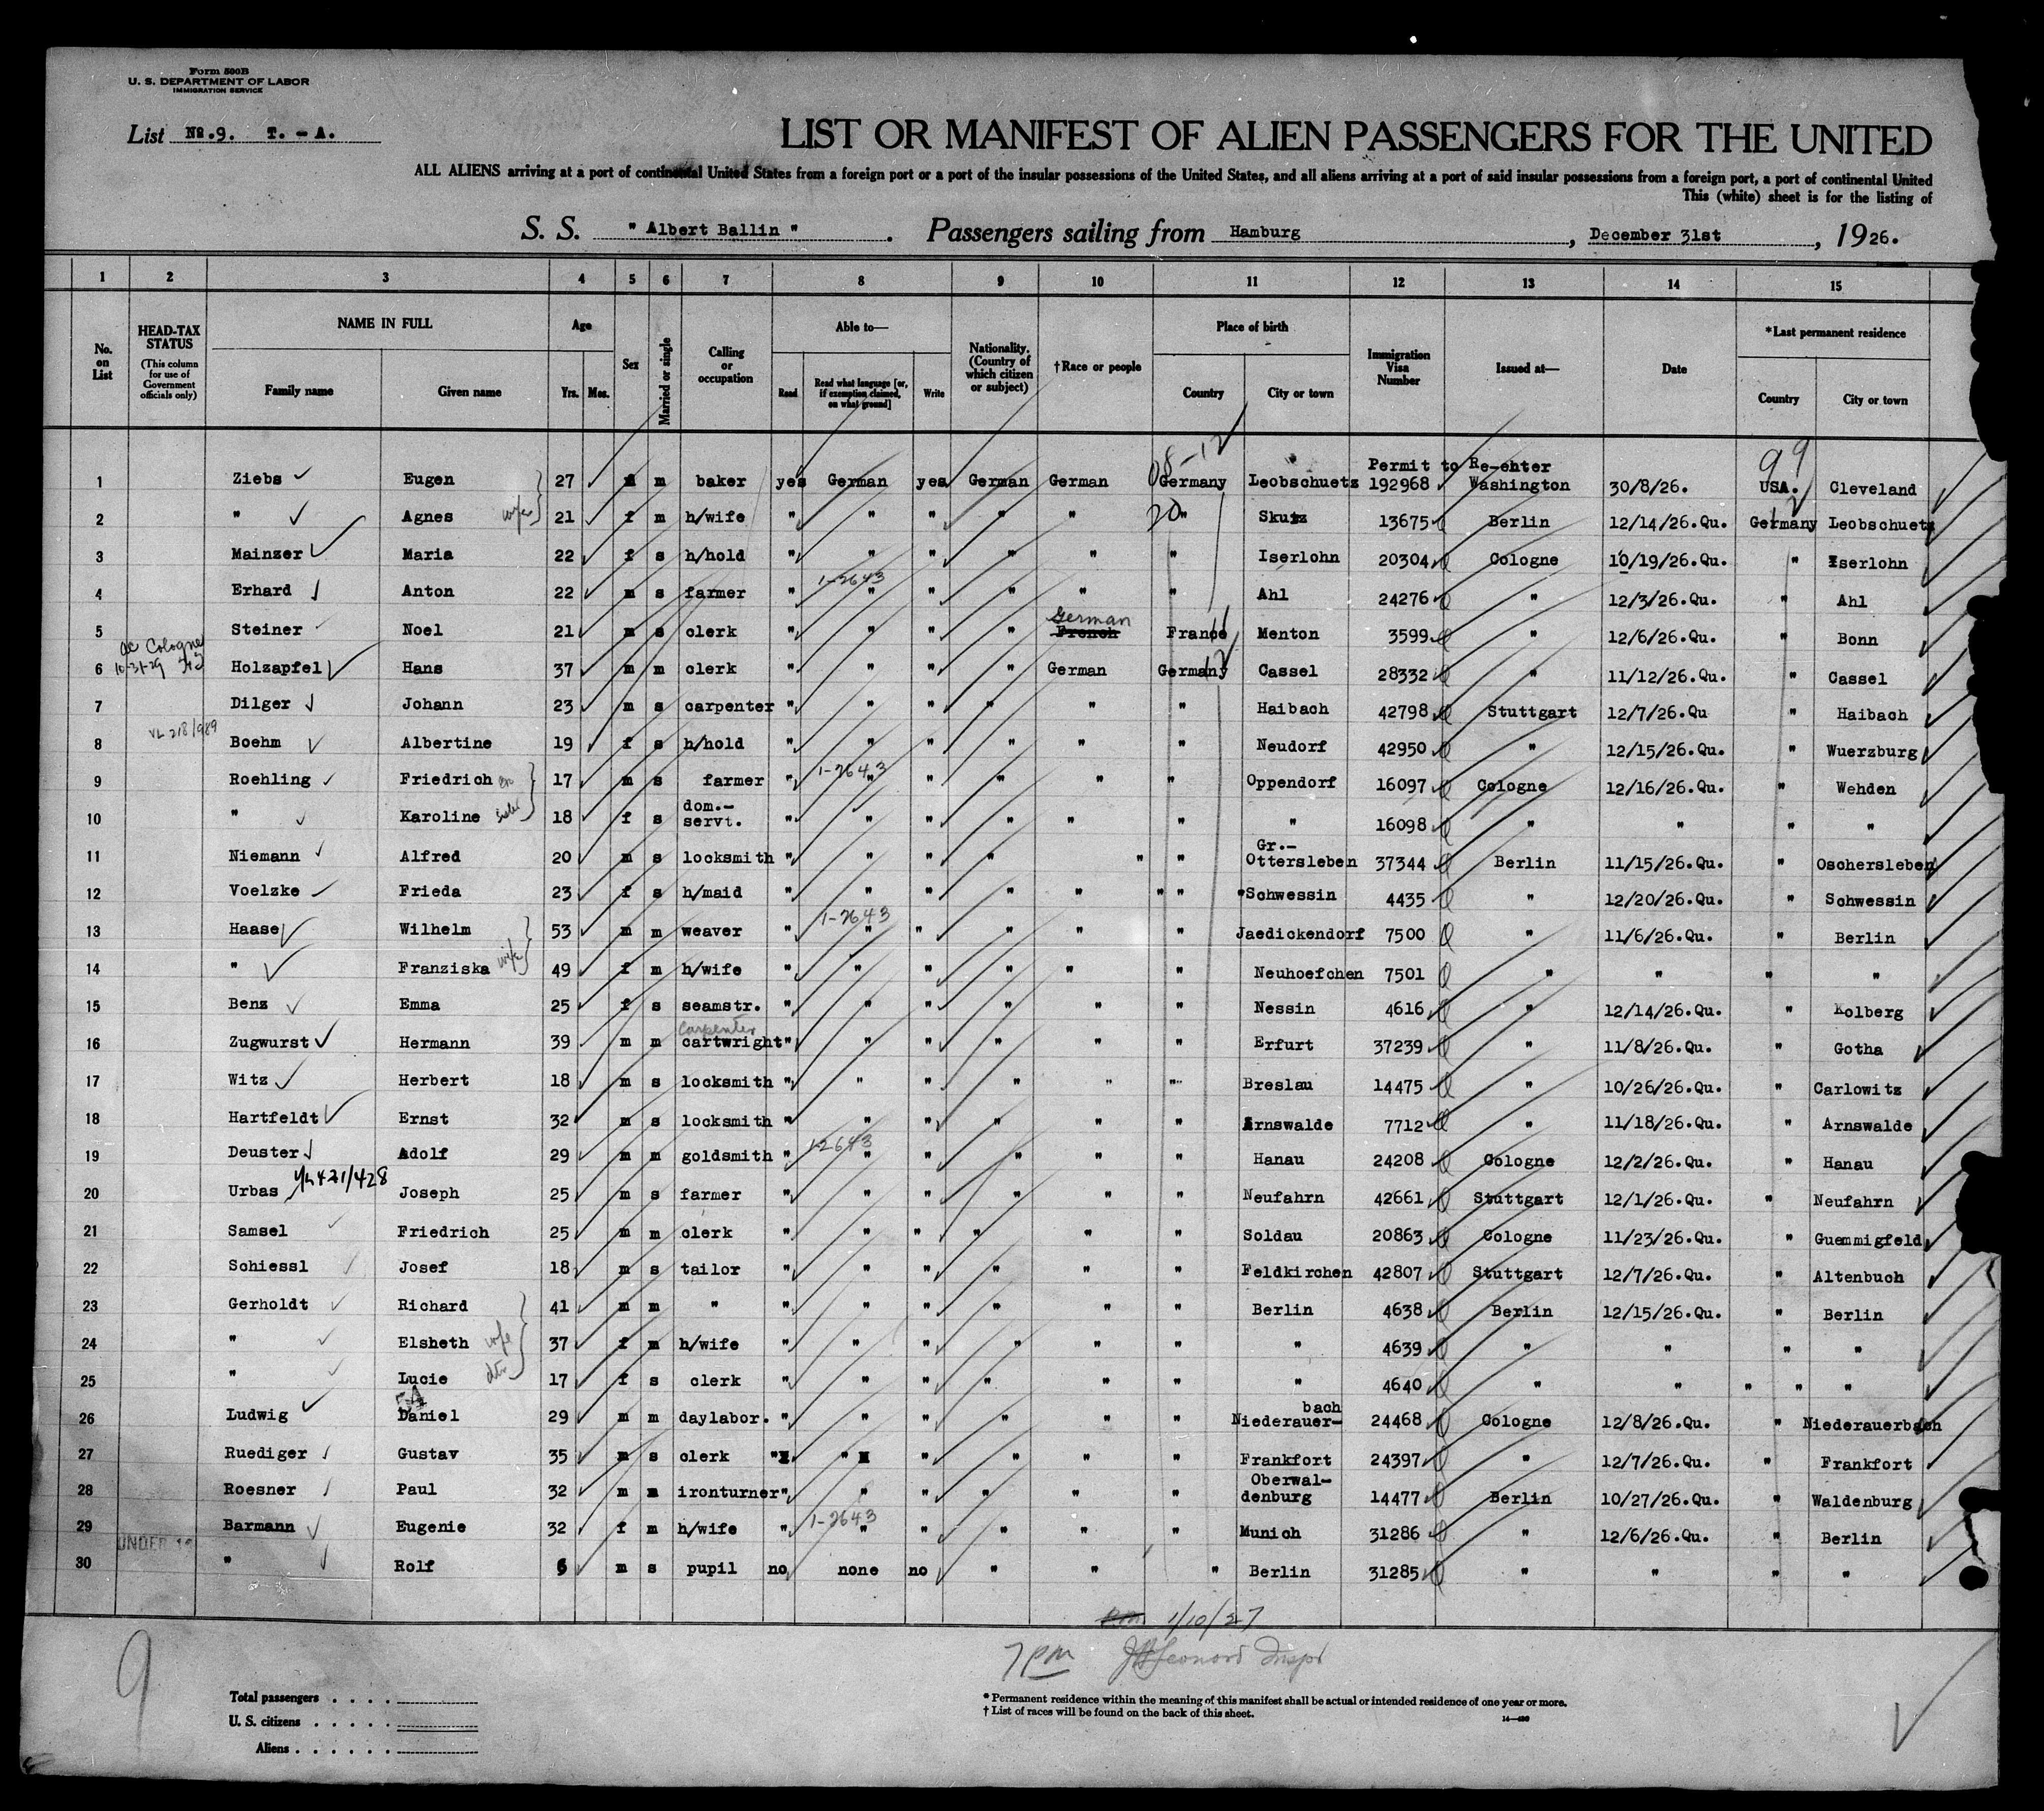 Form 500B
U. S. DEPARTMENT OF LABOR
IMMIGRATION SERVICE
List No.9. T. - A.
LIST OR MANIFEST OF ALIEN PASSENGERS FOR THE UNITED
ALL ALIENS arriving at a port of continental United States from a foreign port or a port of the insular possessions of the United States, and all aliens arriving at a port of said insular possessions from a foreign port, a port of continental United
This (white) sheet is for the listing of
S. S. " Albert Ballin ". Passengers sailing from Hamburg, December 31st, 1926.
1 2 3 4 5 6 7 8 9 10 11 12 13 14 15
No. on List
HEAD-TAX STATUS
(This column for use of Government officials only)
NAME IN FULL
Family name Given name
Age
Yrs. Mos.
Sex
Married or single
Calling or occupation
Able to—
Read Read what language [or, if exemption claimed, on what ground] Write
Nationality. (Country of which citizen or subject)
†Race or people
Place of birth
Country City or town
Immigration Visa Number
Issued at—
Date
*Last permanent residence
Country City or town
08-12
99
Permit to Re-enter
1 Ziebs Eugen 27 m baker yes German yes German German Germany Leobschuetz 192968 Washington 30/8/26. USA. Cleveland
2 " Agnes wife 21 f m h/wife " " " " " 20 " Skutz 13675 Berlin 12/14/26.Qu. Germany Leobschuetz
3 Mainzer Maria 22 f s h/hold " " " " " " Iserlohn 20304 Cologne 10/19/26.Qu. " Iserlohn
1-2643
4 Erhard Anton 22 m s farmer " " " " " " Ahl 24276 " 12/3/26.Qu. " Ahl
German
5 Steiner Noel 21 m s clerk " " " " French France Menton 3599 " 12/6/26.Qu. " Bonn
Cologne
10-31-29
6 Holzapfel Hans 37 m m clerk " " " " German Germany Cassel 28332 " 11/12/26.Qu. " Cassel
7 Dilger Johann 23 m s carpenter " " " " " " Haibach 42798 Stuttgart 12/7/26.Qu " Haibach
VL 218/989
8 Boehm Albertine 19 f s h/hold " " " " " " Neudorf 42950 " 12/15/26.Qu. " Wuerzburg
1-2643
9 Roehling Friedrich 17 m s farmer " " " " " " Oppendorf 16097 Cologne 12/16/26.Qu. " Wehden
10 " Karoline 18 f s dom.-servt. " " " " " " " 16098 " " " "
11 Niemann Alfred 20 m s locksmith " " " " " " Gr.-Ottersleben 37344 Berlin 11/15/26.Qu. " Oschersleben
12 Voelzke Frieda 23 f s h/maid " " " " " " " Schwessin 4435 " 12/20/26.Qu. " Schwessin
1-2643
13 Haase Wilhelm 53 m m weaver " " " " " " Jaedickendorf 7500 " 11/6/26.Qu. " Berlin
14 " Franziska wife 49 f m h/wife " " " " " " Neuhoefchen 7501 " " " "
15 Benz Emma 25 f s seamstr. " " " " " " Nessin 4616 " 12/14/26.Qu. " Kolberg
carpenter
16 Zugwurst Hermann 39 m m cartwright " " " " " " Erfurt 37239 " 11/8/26.Qu. " Gotha
17 Witz Herbert 18 m s locksmith " " " " " " Breslau 14475 " 10/26/26.Qu. " Carlowitz
18 Hartfeldt Ernst 32 m s locksmith " " " " " " Arnswalde 7712 " 11/18/26.Qu. " Arnswalde
1-2643
19 Deuster Adolf 29 m m goldsmith " " " " " " Hanau 24208 Cologne 12/2/26.Qu. " Hanau
VL 421/428
20 Urbas Joseph 25 m s farmer " " " " " " Neufahrn 42661 Stuttgart 12/1/26.Qu. " Neufahrn
21 Samsel Friedrich 25 m m clerk " " " " " " Soldau 20863 Cologne 11/23/26.Qu. " Guemmigfeld
22 Schiessl Josef 18 m s tailor " " " " " " Feldkirchen 42807 Stuttgart 12/7/26.Qu. " Altenbuch
23 Gerholdt Richard 41 m m " " " " " " " Berlin 4638 Berlin 12/15/26.Qu. " Berlin
24 " Elsbeth wife 37 f m h/wife " " " " " " " 4639 " " " "
25 " Lucie dtr 17 f s clerk " " " " " " " 4640 " " " " "
26 Ludwig Daniel 29 m m daylabor. " " " " " " Niederauer-bach 24468 Cologne 12/8/26.Qu. " Niederauerbach
27 Ruediger Gustav 35 m s clerk " " " " " " Frankfort 24397 " 12/7/26.Qu. " Frankfort
28 Roesner Paul 32 m m ironturner " " " " " " Oberwal-denburg 14477 Berlin 10/27/26.Qu. " Waldenburg
1-2643
29 Barmann Eugenie 32 f m h/wife " " " " " " Munich 31286 " 12/6/26.Qu. " Berlin
UNDER 16
30 " Rolf 6 m s pupil no none no " " " Berlin 31285 " " " "
1/10/27
7 PM Leonard Inspr
9
Total passengers
U. S. citizens
Aliens
* Permanent residence within the meaning of this manifest shall be actual or intended residence of one year or more.
† List of races will be found on the back of this sheet.